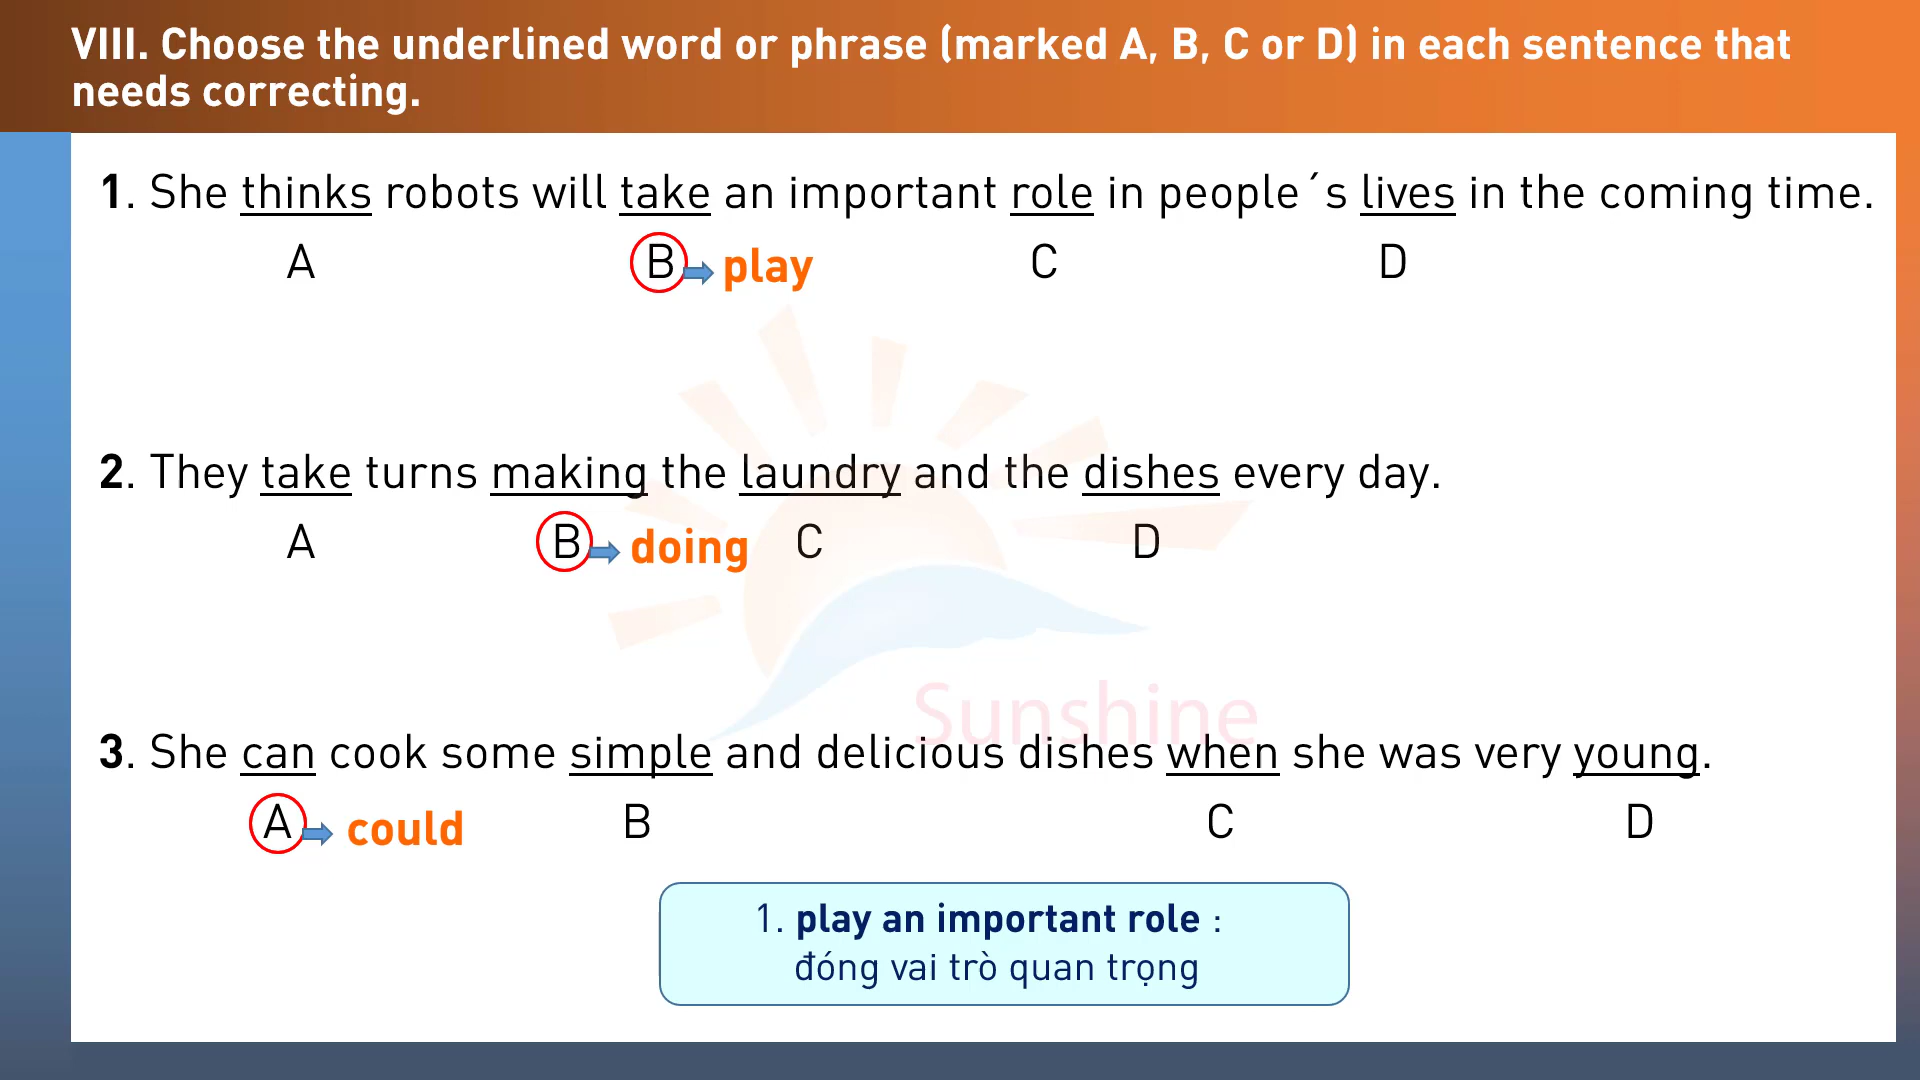 VIII. Choose the underlined word or phrase (marked A, B, C or D) in each sentence that
needs correcting.
1. She thinks robots will take an important role in people´s lives in the coming time.
A B play C D
2. They take turns making the laundry and the dishes every day.
A B doing C D
Sunshine
3. She can cook some simple and delicious dishes when she was very young.
A could B C D
1. play an important role :
đóng vai trò quan trọng